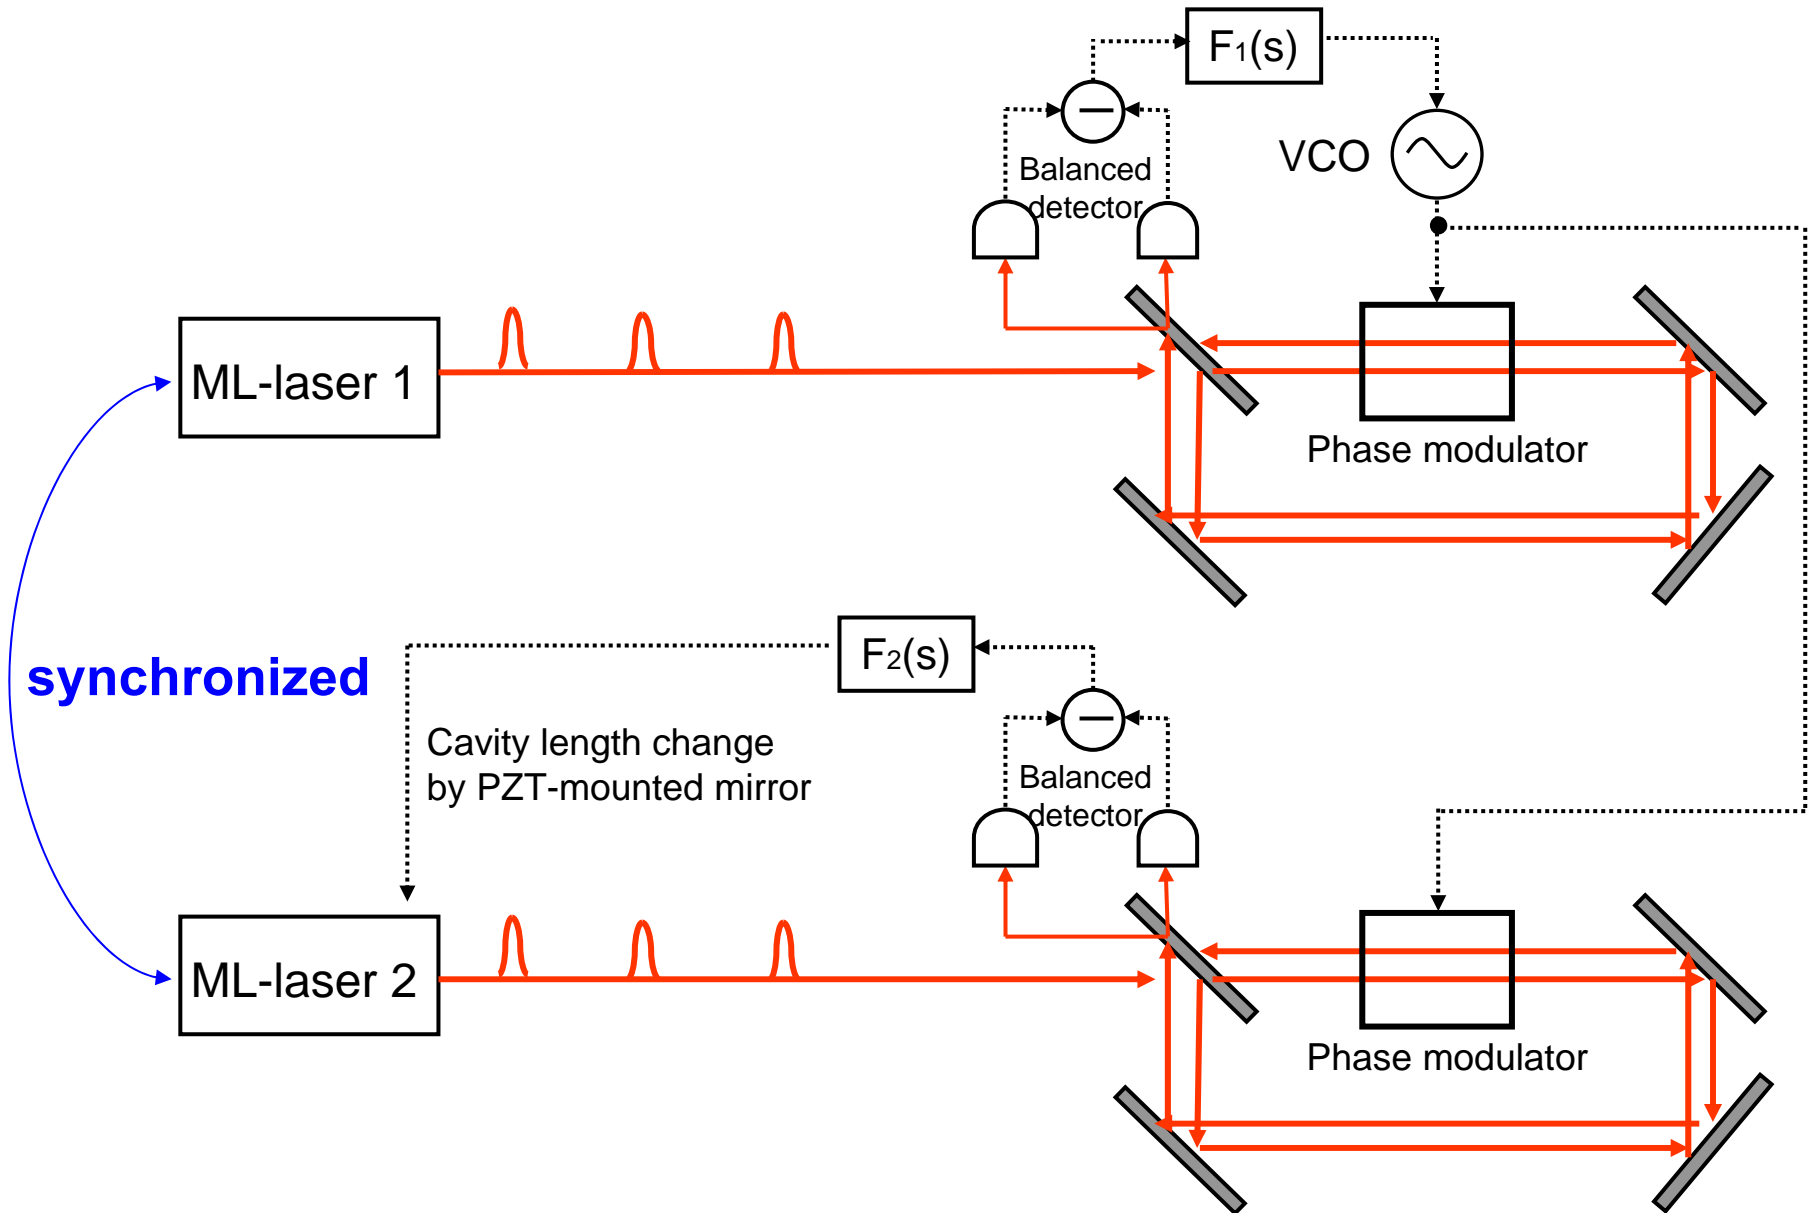 F1(s)
VCO
Balanced
detector
ML-laser 1
Phase modulator
F2(s)
synchronized
Cavity length change
by PZT-mounted mirror
Balanced
detector
ML-laser 2
Phase modulator